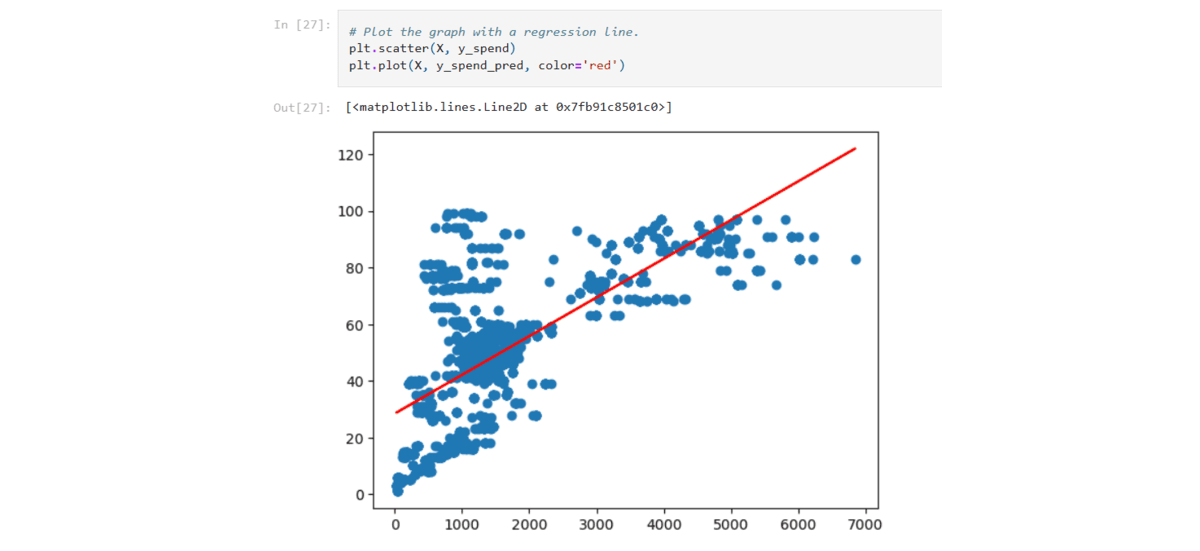 In [27]:
# Plot the graph with a regression line.
plt.scatter(X, y_spend)
plt.plot(X, y_spend_pred, color='red')
Out[27]: [<matplotlib.lines.Line2D at 0x7fb91c8501c0>]
120
100
80
60
40
20
0
0 1000 2000 3000 4000 5000 6000 7000